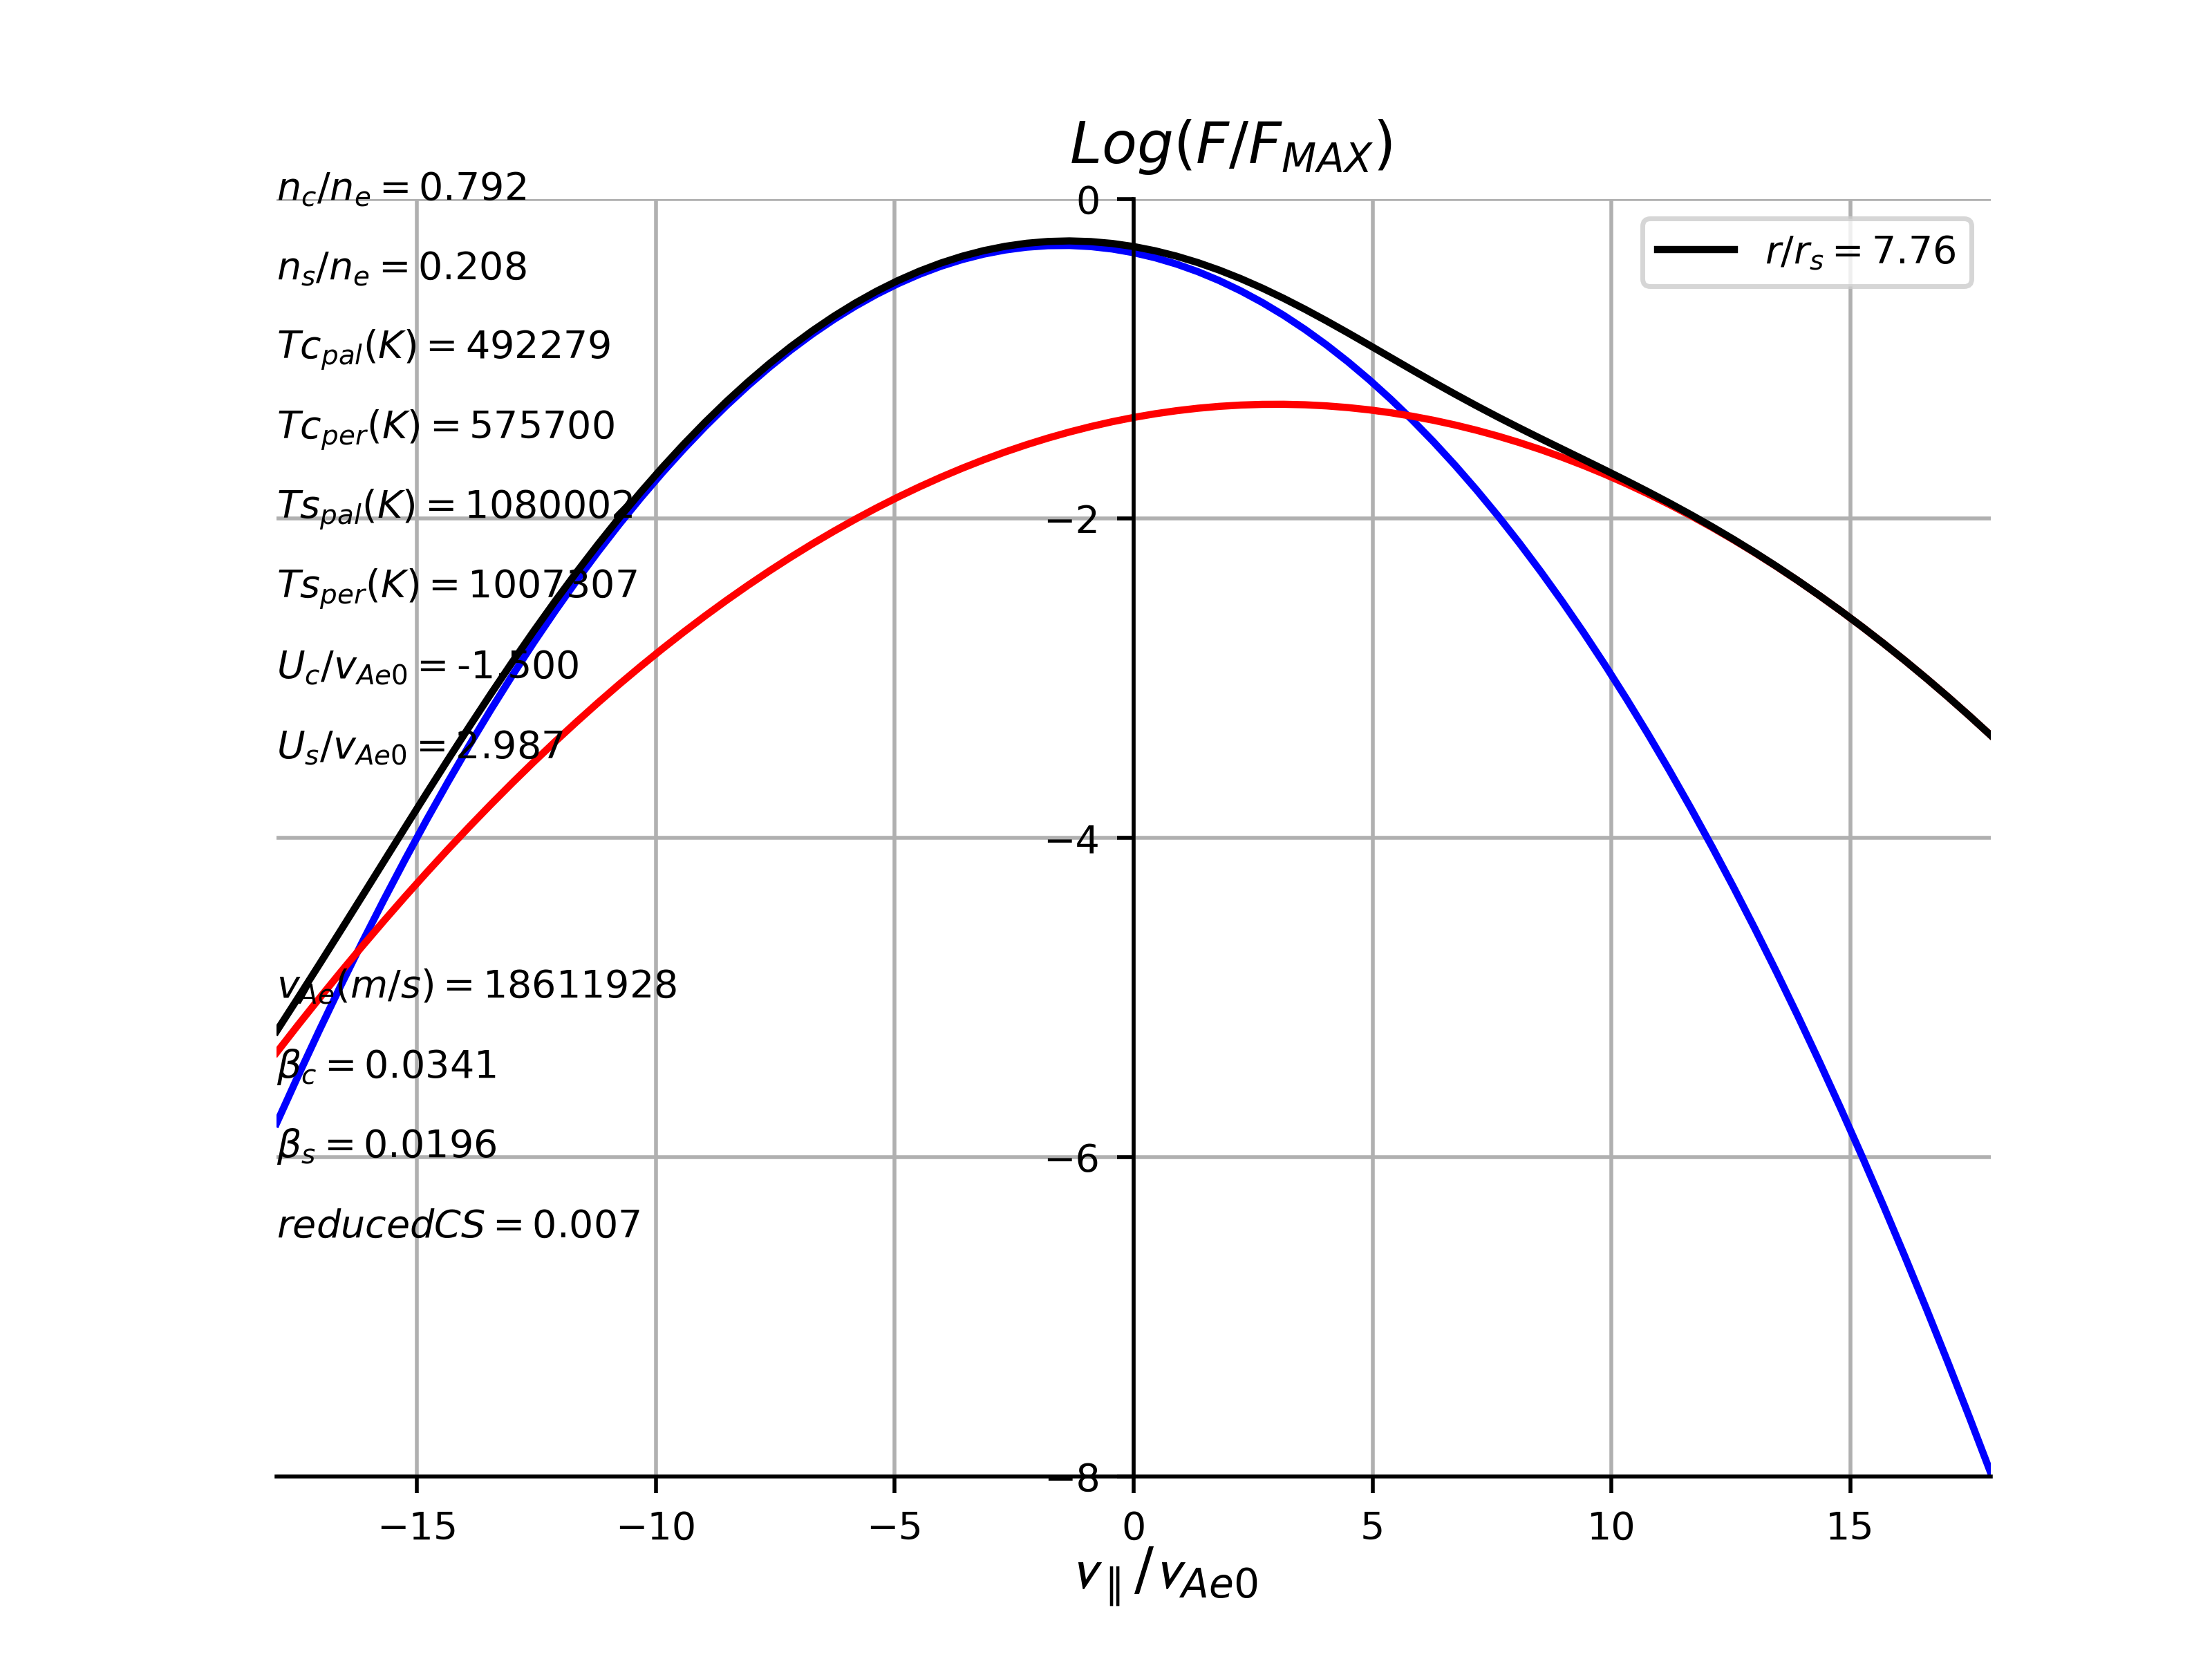 Log(F/F_MAX)
n_c/n_e = 0.792
0
r/r_s = 7.76
n_s/n_e = 0.208
Tc_pal(K) = 492279
Tc_per(K) = 575700
Ts_pal(K) = 1080002
−2
Ts_per(K) = 1007307
U_c/v_Ae0 = -1.500
U_s/v_Ae0 = 2.987
−4
v_Ae(m/s) = 18611928
β_c = 0.0341
β_s = 0.0196
−6
reducedCS = 0.007
−8
−15 −10 −5 0 5 10 15
v_∥/v_Ae0